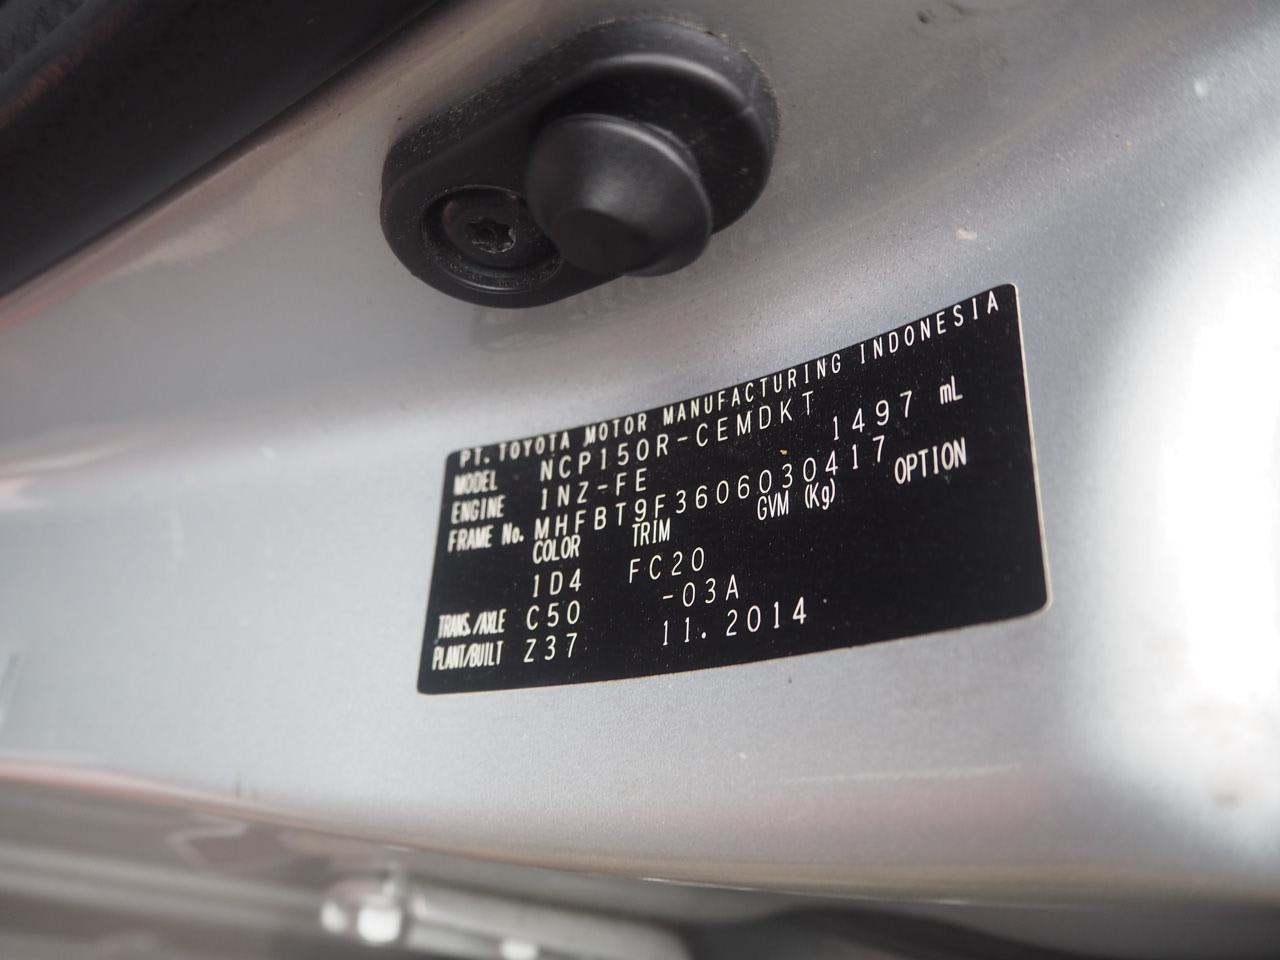 PT. TOYOTA MOTOR MANUFACTURING INDONESIA
MODEL NCP150R-CEMDKT
ENGINE 1NZ-FE 1497 mL
FRAME No. MHFBT9F3606030417
COLOR TRIM GVM (Kg) OPTION
1D4 FC20
TRANS./AXLE C50 -03A
PLANT/BUILT Z37 11.2014